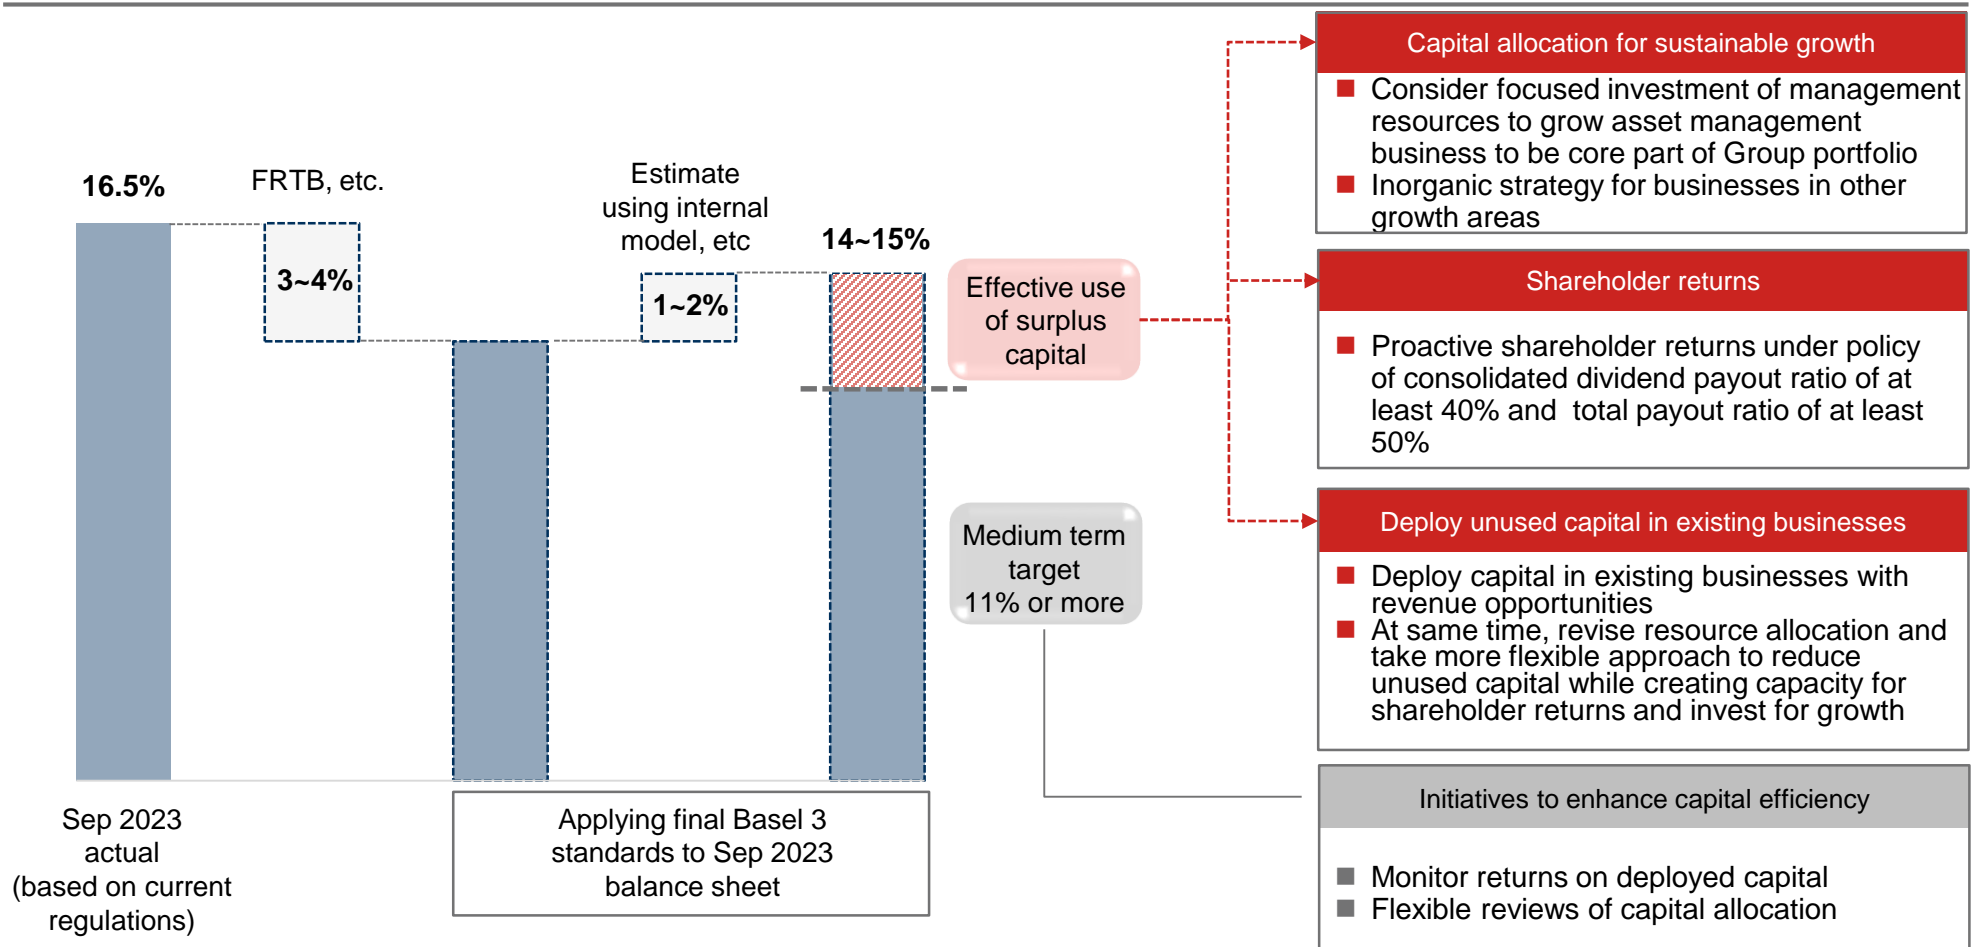 16.5%
FRTB, etc.
3~4%
Estimate
using internal
model, etc
1~2%
14~15%
Sep 2023
actual
(based on current
regulations)
Applying final Basel 3
standards to Sep 2023
balance sheet
Effective use
of surplus
capital
Medium term
target
11% or more
Capital allocation for sustainable growth
Consider focused investment of management
resources to grow asset management
business to be core part of Group portfolio
Inorganic strategy for businesses in other
growth areas
Shareholder returns
Proactive shareholder returns under policy
of consolidated dividend payout ratio of at
least 40% and  total payout ratio of at least
50%
Deploy unused capital in existing businesses
Deploy capital in existing businesses with
revenue opportunities
At same time, revise resource allocation and
take more flexible approach to reduce
unused capital while creating capacity for
shareholder returns and invest for growth
Initiatives to enhance capital efficiency
Monitor returns on deployed capital
Flexible reviews of capital allocation